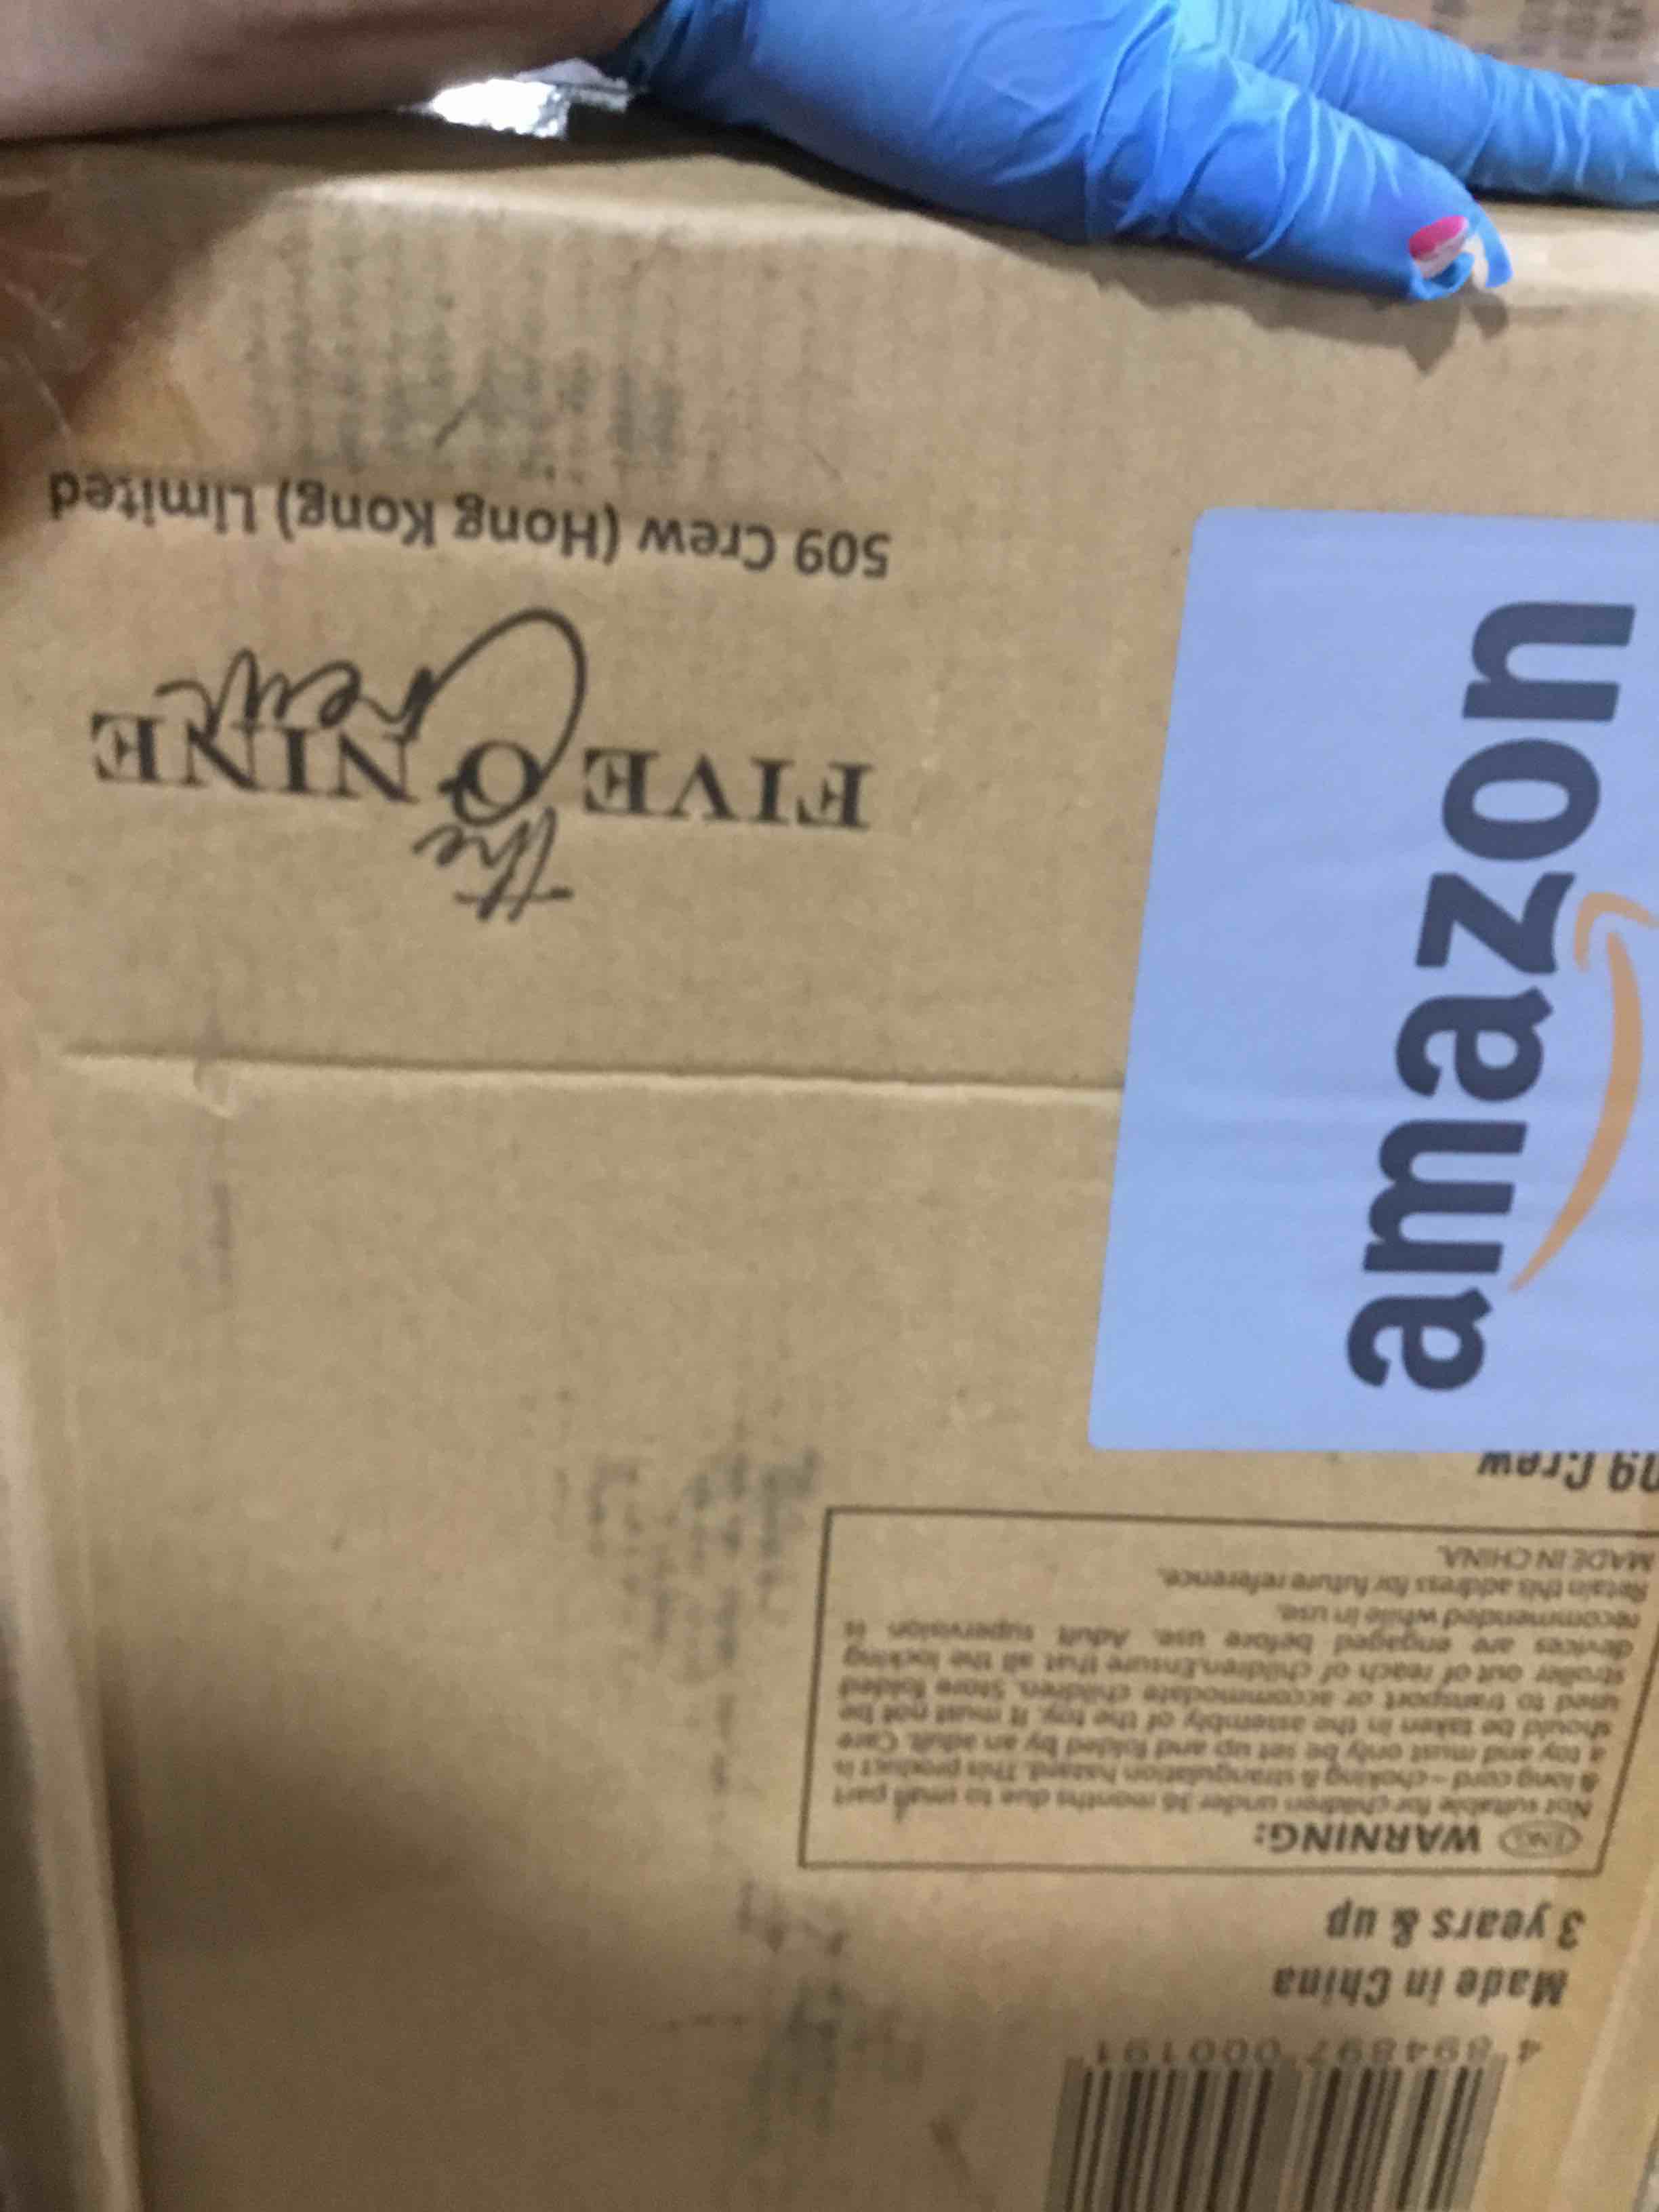 4 894897 000191
Made in China
3 years & up
ENG WARNING:
Not suitable for children under 36 months due to small part
& long cord - choking & strangulation hazard. This product is
a toy and must only be set up and folded by an adult. Care
should be taken in the assembly of the toy. It must not be
used to transport or accommodate children. Store folded
stroller out of reach of children.Ensure that all the locking
devices are engaged before use. Adult supervision is
recommended while in use.
Retain this address for future reference.
MADE IN CHINA.
09 Crew
amazon
the
FIVE O NINE
Crew
509 Crew (Hong Kong) Limited